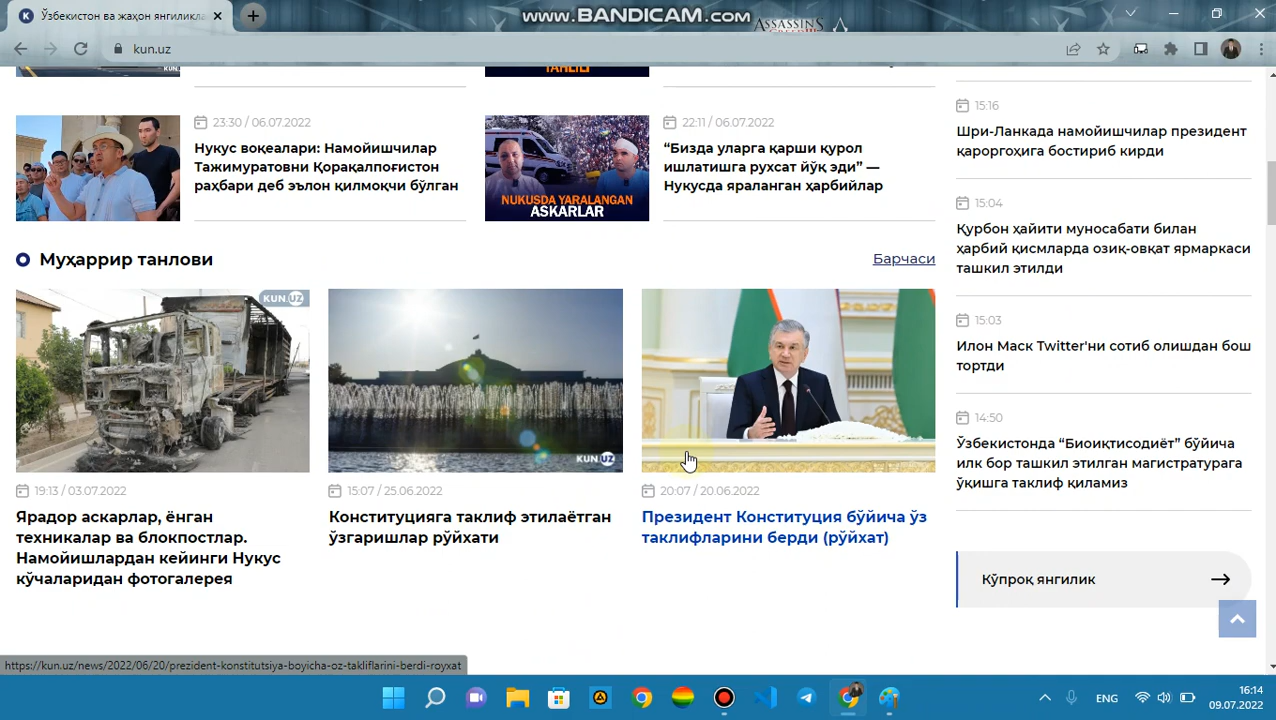 Ўзбекистон ва жаҳон янгиликла
www.BANDICAM.com
ASSASSINS
kun.uz
KUN.UZ
23:30 / 06.07.2022
Нукус воқеалари: Намойишчилар
Тажимуратовни Қорақалпоғистон
раҳбари деб эълон қилмоқчи бўлган
NUKUSDA YARALANGAN
ASKARLAR
22:11 / 06.07.2022
“Бизда уларга қарши қурол
ишлатишга рухсат йўқ эди” —
Нукусда яраланган ҳарбийлар
Муҳаррир танлови
Барчаси
KUN.UZ
19:13 / 03.07.2022
Ярадор аскарлар, ёнган
техникалар ва блокпостлар.
Намойишлардан кейинги Нукус
кўчаларидан фотогалерея
KUN.UZ
15:07 / 25.06.2022
Конституцияга таклиф этилаётган
ўзгаришлар рўйхати
20:07 / 20.06.2022
Президент Конституция бўйича ўз
таклифларини берди (рўйхат)
15:16
Шри-Ланкада намойишчилар президент
қароргоҳига бостириб кирди
15:04
Қурбон ҳайити муносабати билан
ҳарбий қисмларда озиқ-овқат ярмаркаси
ташкил этилди
15:03
Илон Маск Twitter'ни сотиб олишдан бош
тортди
14:50
Ўзбекистонда “Биоиқтисодиёт” бўйича
илк бор ташкил этилган магистратурага
ўқишга таклиф қиламиз
Кўпроқ янгилик
https://kun.uz/news/2022/06/20/prezident-konstitutsiya-boyicha-oz-takliflarini-berdi-royxat
ENG
16:14
09.07.2022